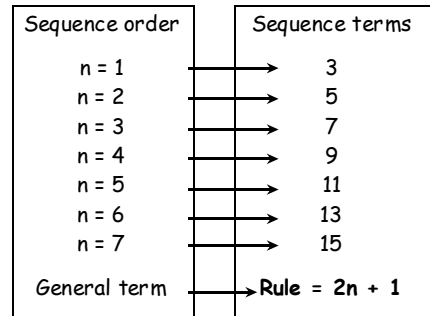 Sequence order Sequence terms
n = 1 3
n = 2 5
n = 3 7
n = 4 9
n = 5 11
n = 6 13
n = 7 15
General term Rule = 2n + 1